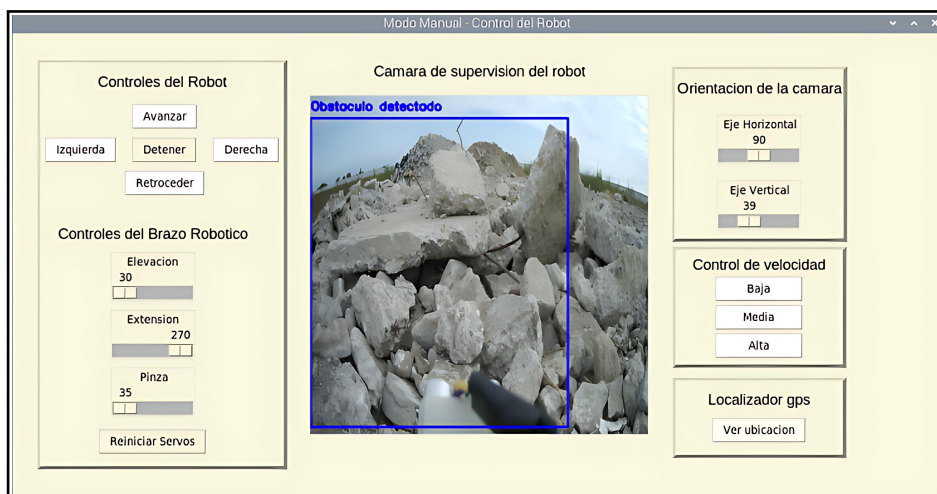 Modo Manual - Control del Robot
Controles del Robot
Avanzar
Izquierda
Detener
Derecha
Retroceder
Controles del Brazo Robotico
Elevacion
30
Extension
270
Pinza
35
Reiniciar Servos
Camara de supervision del robot
Obstaculo detectado
Orientacion de la camara
Eje Horizontal
90
Eje Vertical
39
Control de velocidad
Baja
Media
Alta
Localizador gps
Ver ubicacion